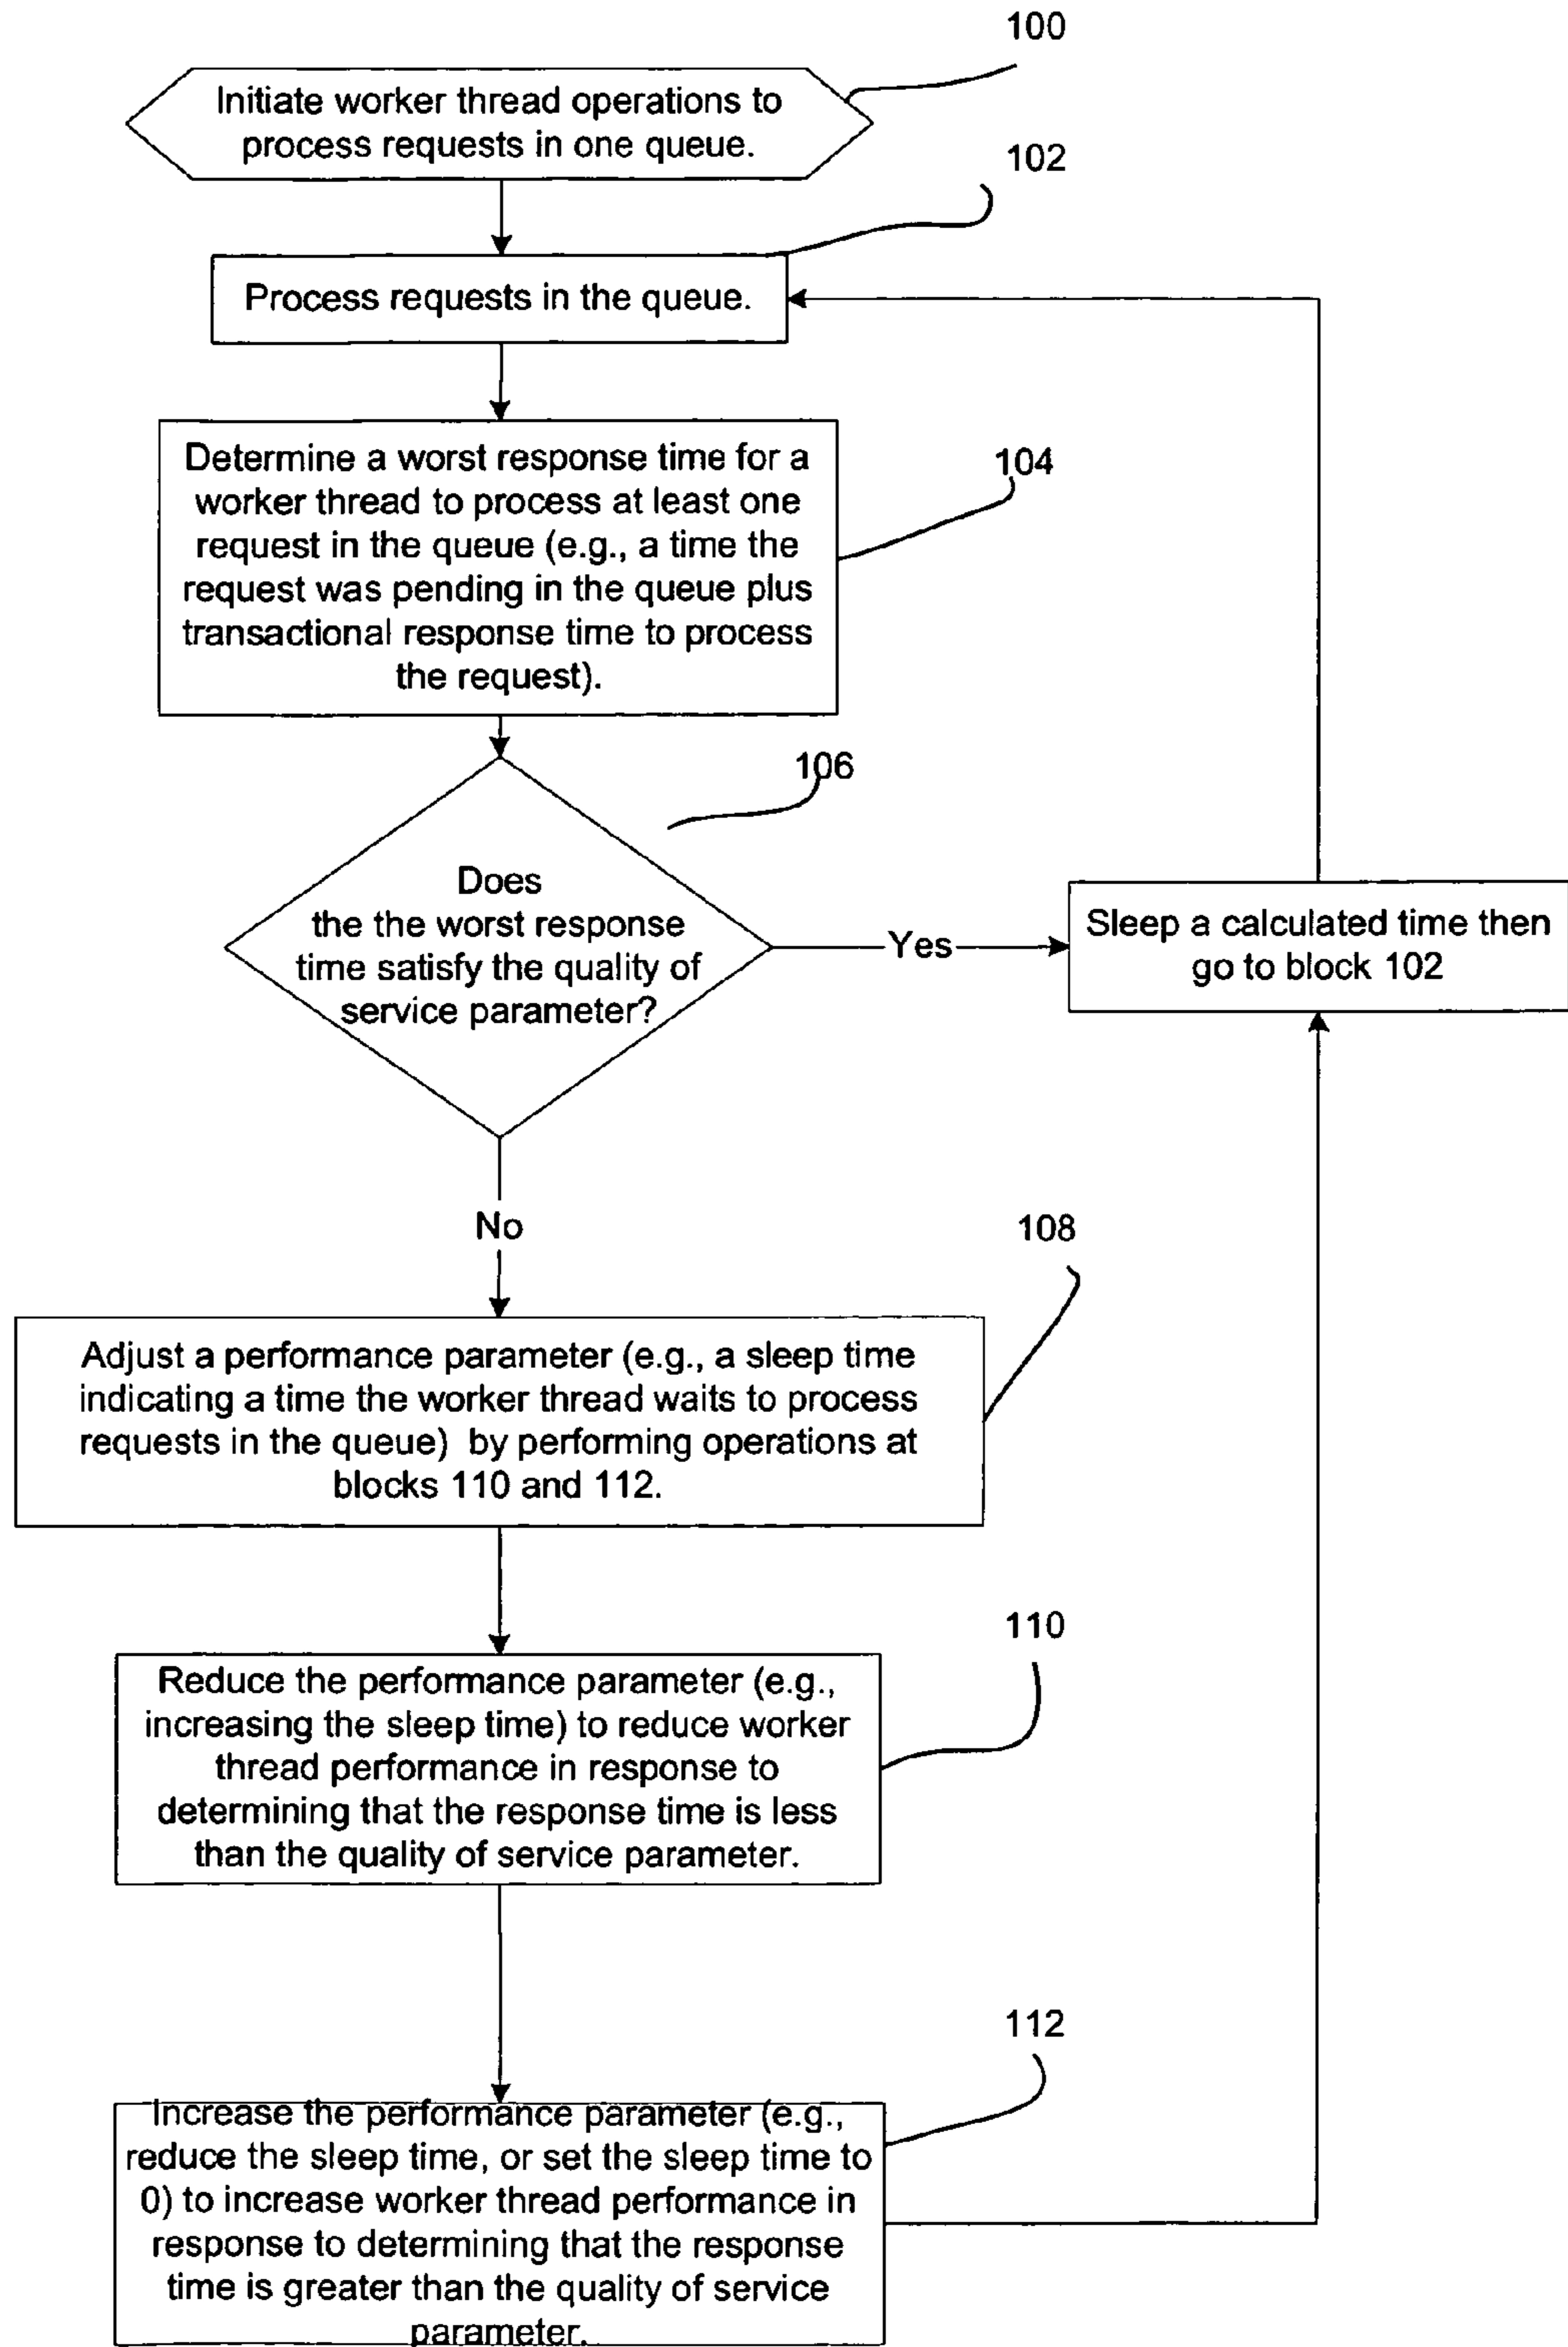 100
Initiate worker thread operations to
process requests in one queue.
102
Process requests in the queue.
Determine a worst response time for a
worker thread to process at least one
request in the queue (e.g., a time the
request was pending in the queue plus
transactional response time to process
the request).
104
106
Does
the the worst response
time satisfy the quality of
service parameter?
Yes
Sleep a calculated time then
go to block 102
No
108
Adjust a performance parameter (e.g., a sleep time
indicating a time the worker thread waits to process
requests in the queue) by performing operations at
blocks 110 and 112.
110
Reduce the performance parameter (e.g.,
increasing the sleep time) to reduce worker
thread performance in response to
determining that the response time is less
than the quality of service parameter.
112
Increase the performance parameter (e.g.,
reduce the sleep time, or set the sleep time to
0) to increase worker thread performance in
response to determining that the response
time is greater than the quality of service
parameter.